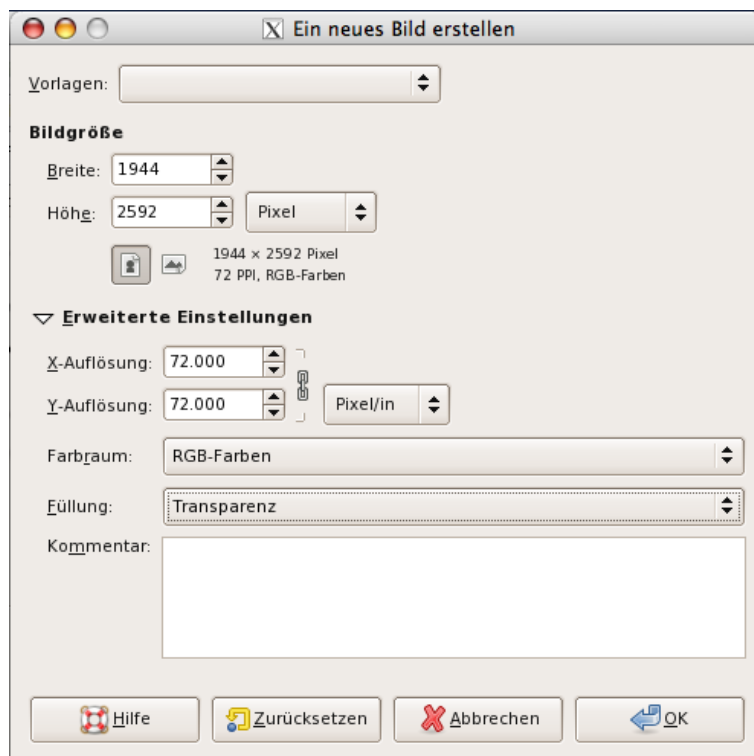 Ein neues Bild erstellen
Vorlagen:
Bildgröße
Breite: 1944
Höhe: 2592 Pixel
1944 × 2592 Pixel
72 PPI, RGB-Farben
Erweiterte Einstellungen
X-Auflösung: 72.000
Y-Auflösung: 72.000 Pixel/in
Farbraum: RGB-Farben
Füllung: Transparenz
Kommentar:
Hilfe Zurücksetzen Abbrechen OK